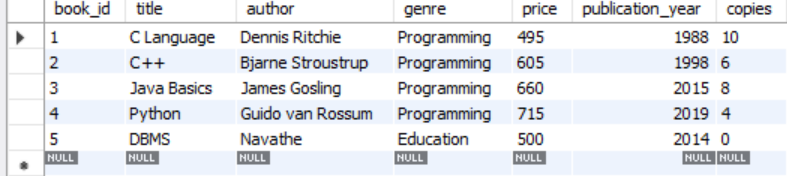 book_id title author genre price publication_year copies
1 C Language Dennis Ritchie Programming 495 1988 10
2 C++ Bjarne Stroustrup Programming 605 1998 6
3 Java Basics James Gosling Programming 660 2015 8
4 Python Guido van Rossum Programming 715 2019 4
5 DBMS Navathe Education 500 2014 0
NULL NULL NULL NULL NULL NULL NULL